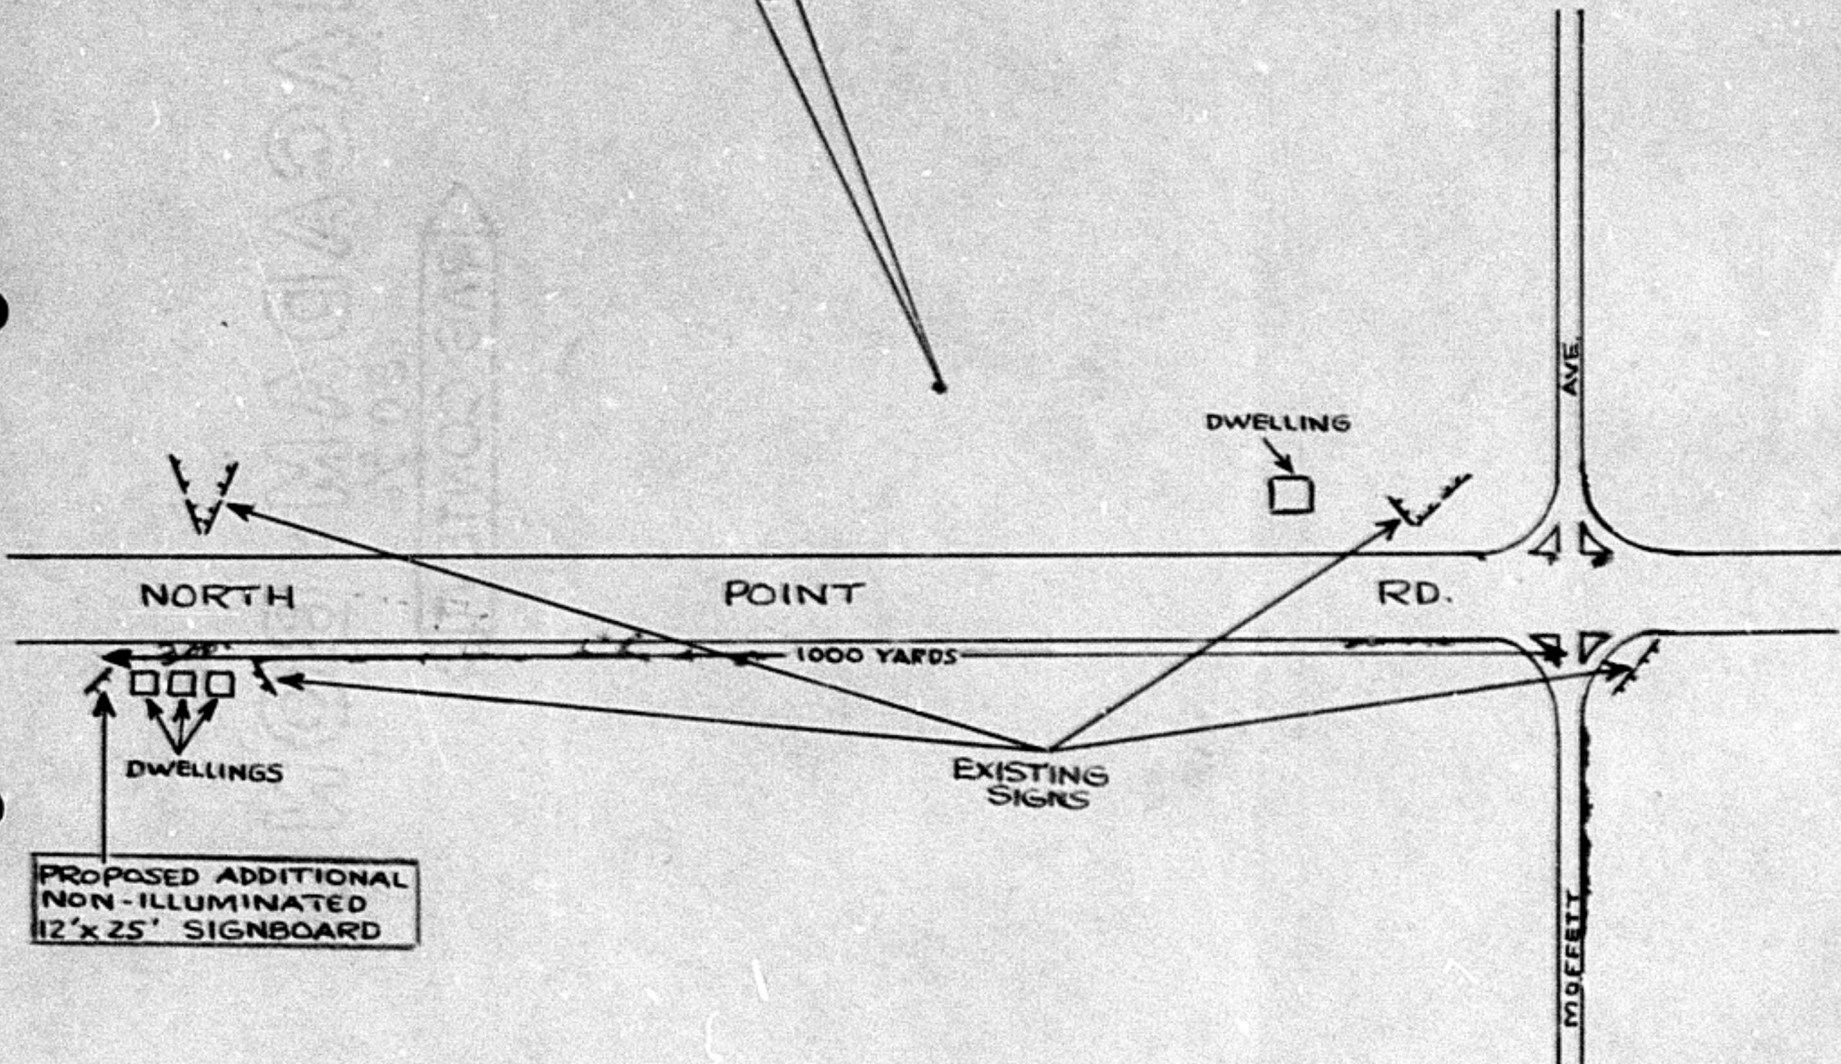 AVE.
DWELLING
NORTH POINT RD.
1000 YARDS
DWELLINGS
EXISTING
SIGNS
PROPOSED ADDITIONAL
NON-ILLUMINATED
12'x25' SIGNBOARD
MOFFETT